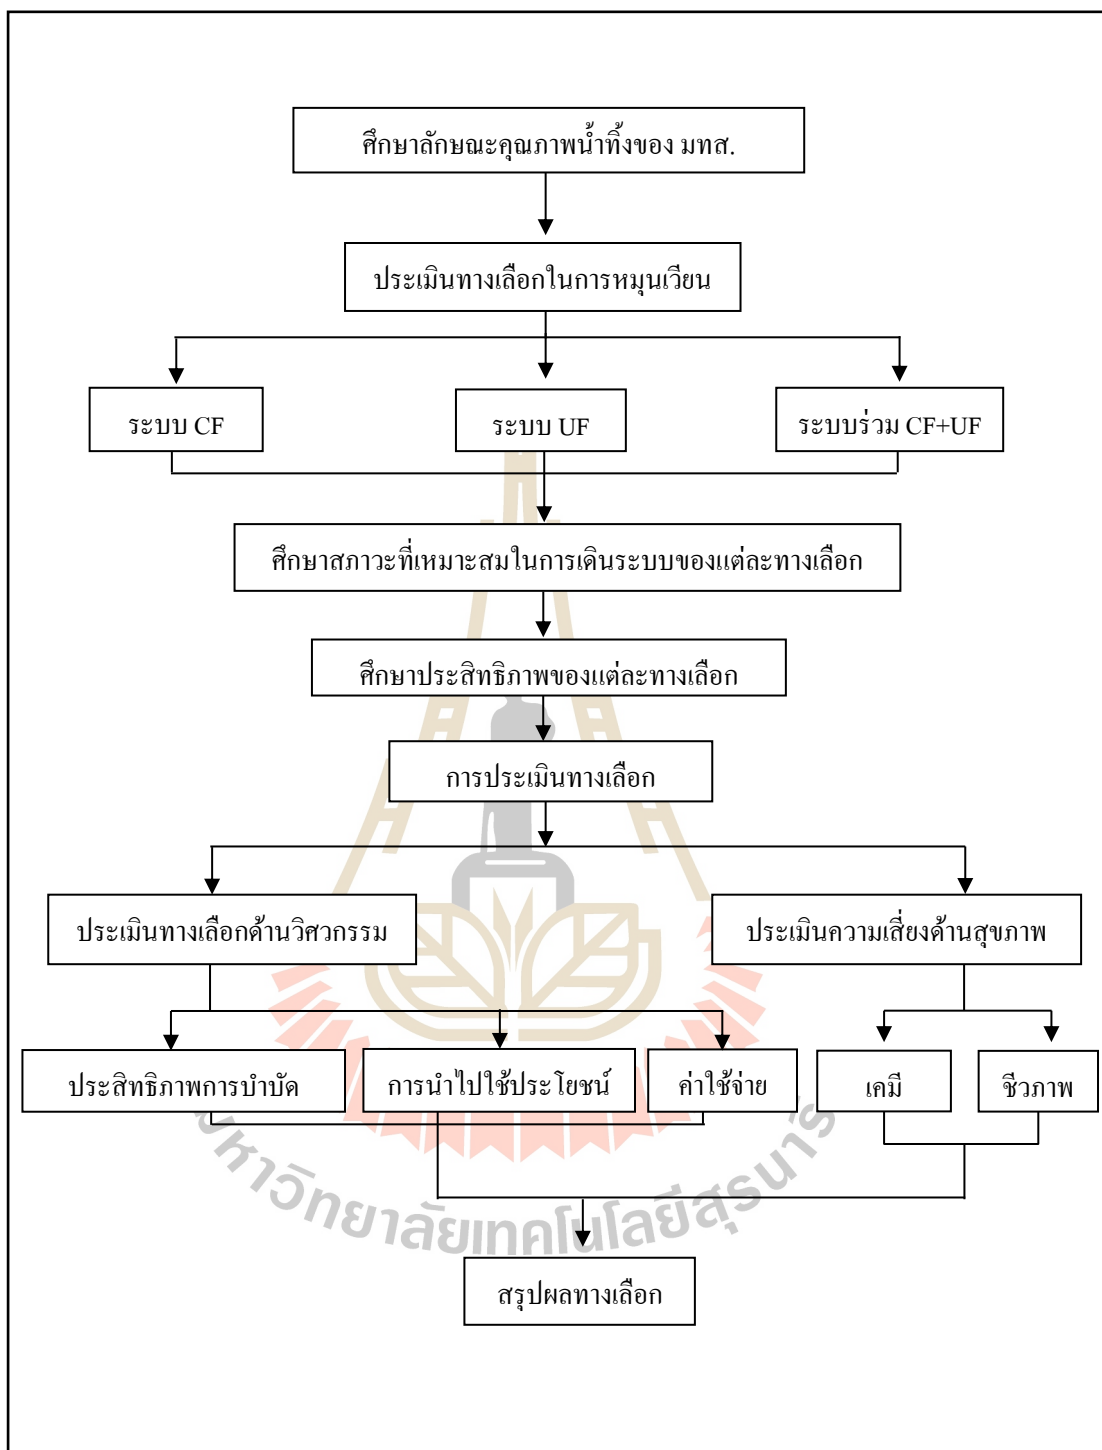 ศึกษาลักษณะคุณภาพน้ำทิ้งของ มทส.
ประเมินทางเลือกในการหมุนเวียน
ระบบ CF
ระบบ UF
ระบบร่วม CF+UF
ศึกษาสภาวะที่เหมาะสมในการเดินระบบของแต่ละทางเลือก
ศึกษาประสิทธิภาพของแต่ละทางเลือก
การประเมินทางเลือก
ประเมินทางเลือกด้านวิศวกรรม
ประเมินความเสี่ยงด้านสุขภาพ
ประสิทธิภาพการบำบัด
การนำไปใช้ประโยชน์
ค่าใช้จ่าย
เคมี
ชีวภาพ
มหาวิทยาลัยเทคโนโลยีสุรนารี
สรุปผลทางเลือก